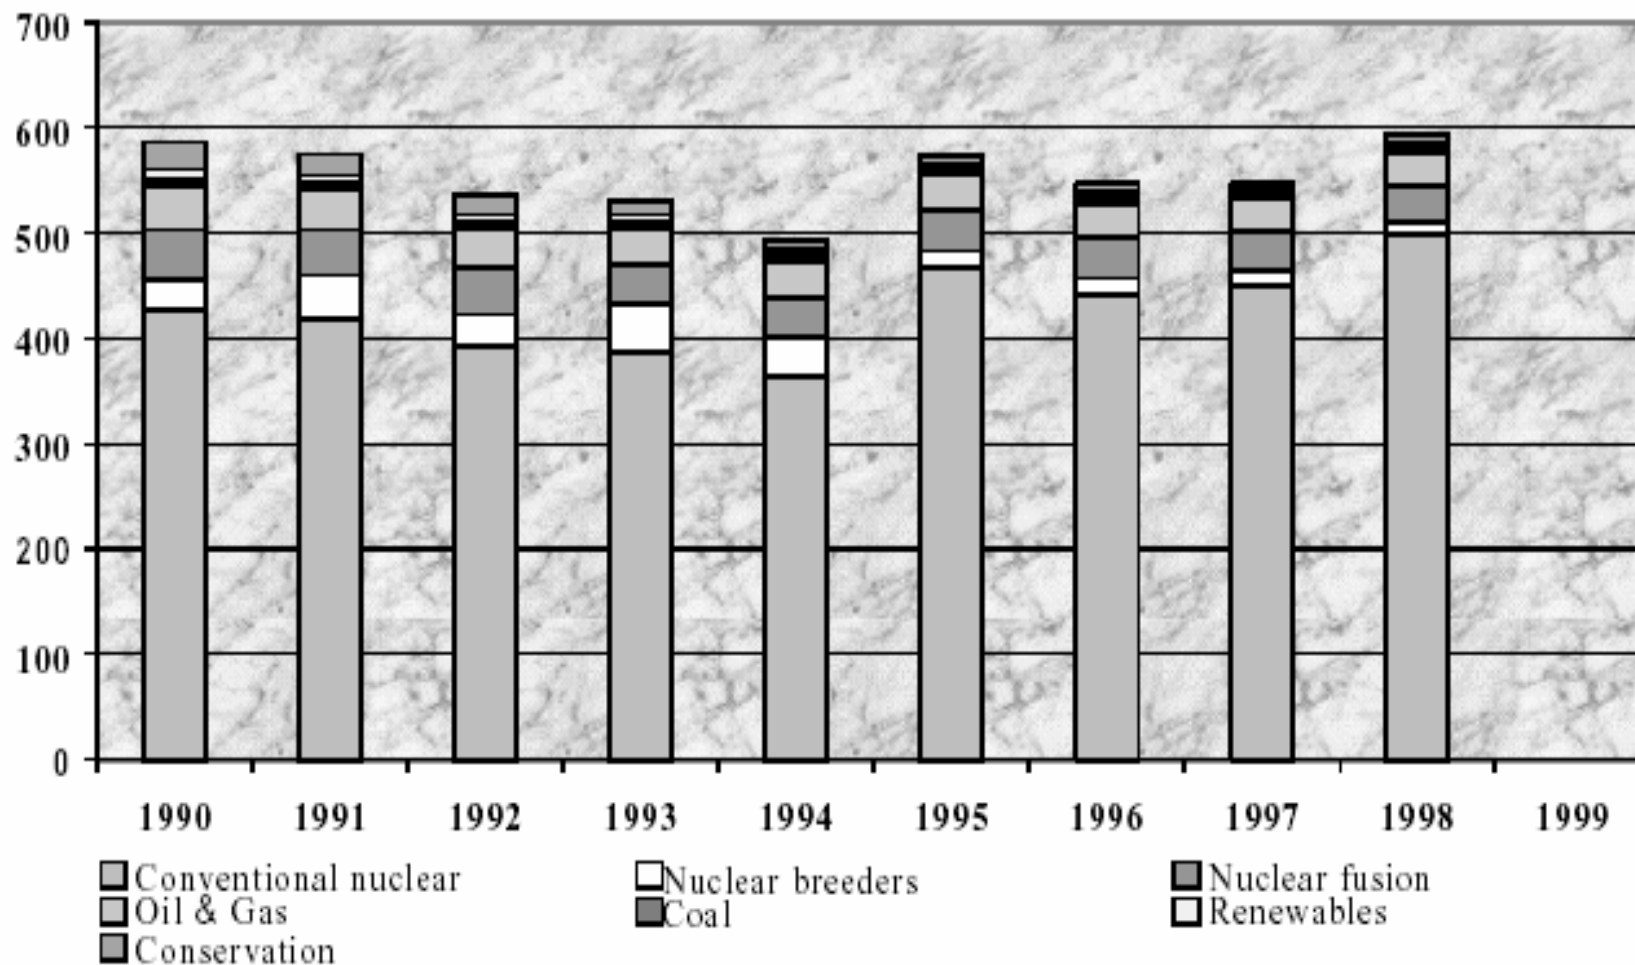 700
600
500
400
300
200
100
0
1990 1991 1992 1993 1994 1995 1996 1997 1998 1999
Conventional nuclear Nuclear breeders Nuclear fusion
Oil & Gas Coal Renewables
Conservation